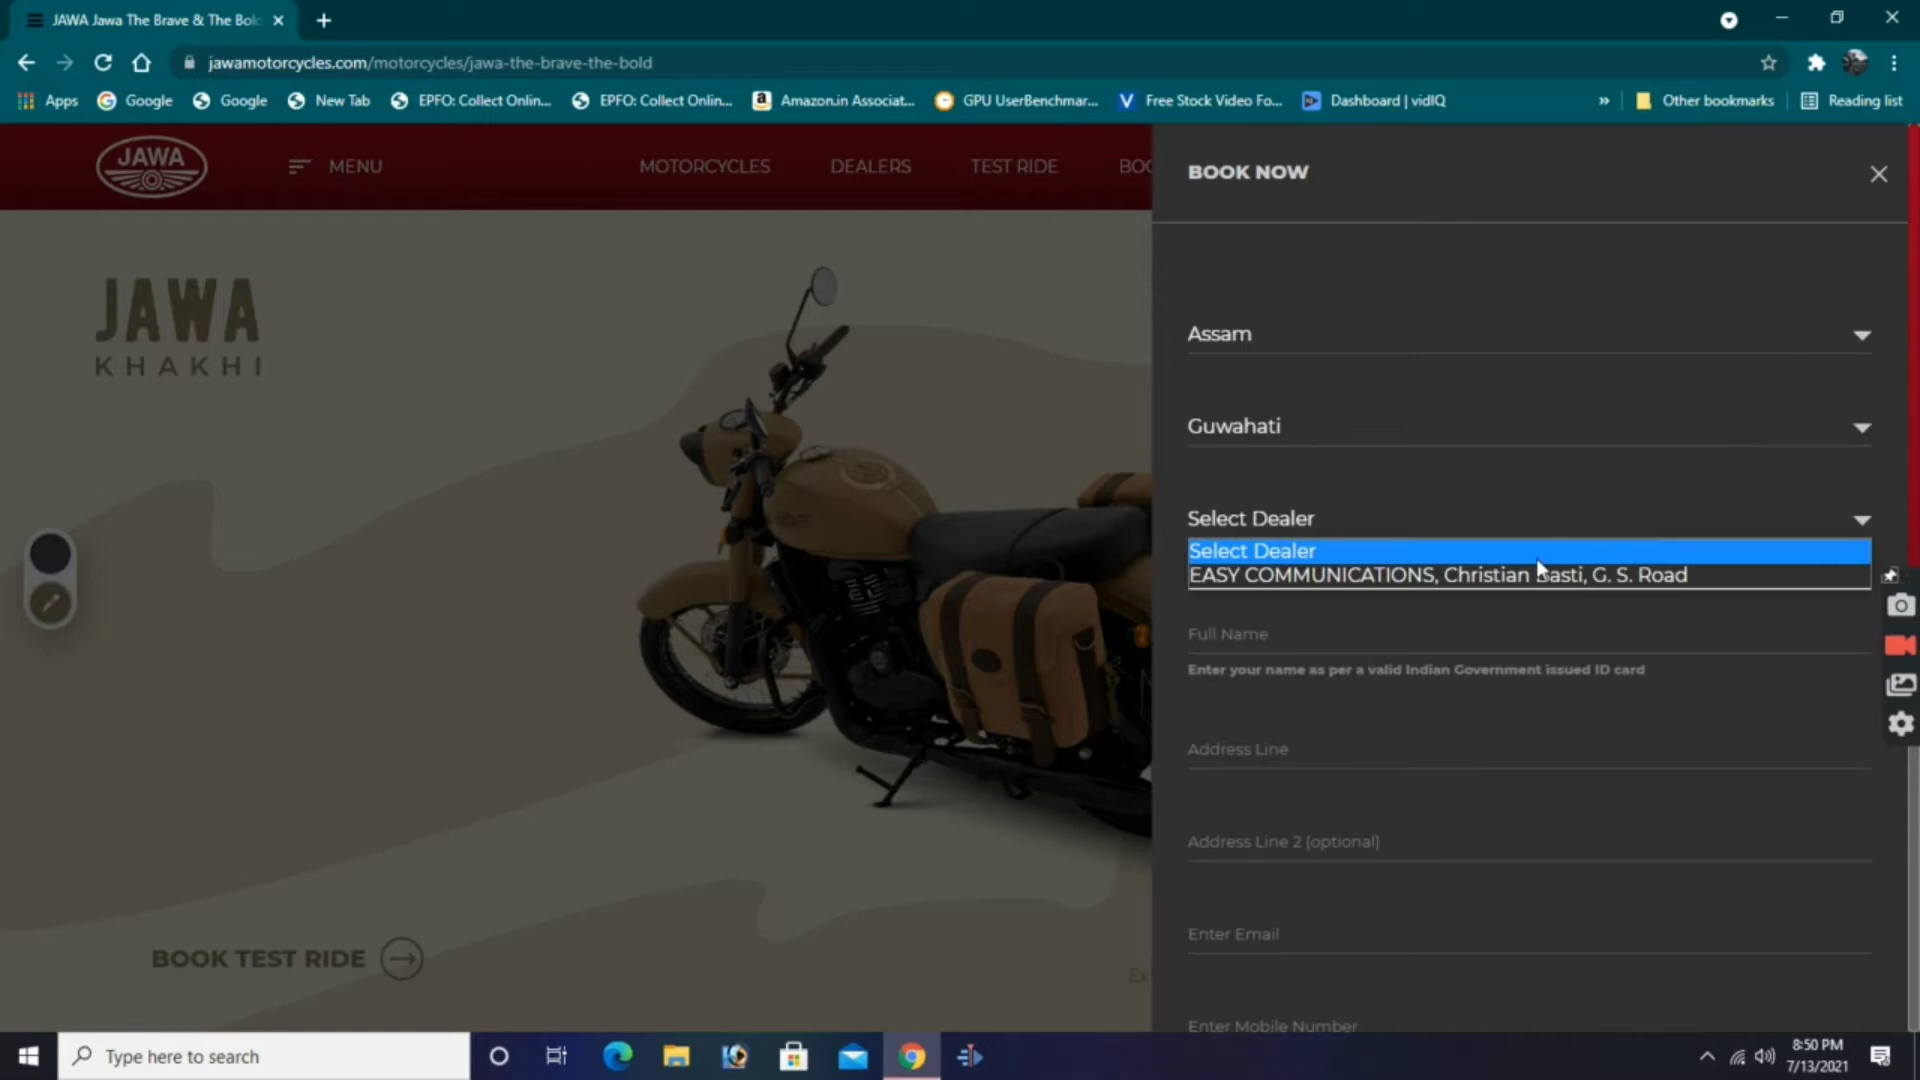 JAWA Jawa The Brave & The Bol
jawamotorcycles.com/motorcycles/jawa-the-brave-the-bold
Apps
Google
Google
New Tab
EPFO: Collect Onlin...
EPFO: Collect Onlin...
Amazon.in Associat...
GPU UserBenchmar...
Free Stock Video Fo...
Dashboard | vidIQ
»
Other bookmarks
Reading list
JAWA
MENU
MOTORCYCLES
DEALERS
TEST RIDE
BOO
BOOK NOW
JAWA
KHAKHI
Assam
Guwahati
Select Dealer
Select Dealer
EASY COMMUNICATIONS, Christian Basti, G. S. Road
Full Name
Enter your name as per a valid Indian Government issued ID card
Address Line
Address Line 2 (optional)
Enter Email
Enter Mobile Number
BOOK TEST RIDE
Ex
Type here to search
8:50 PM
7/13/2021